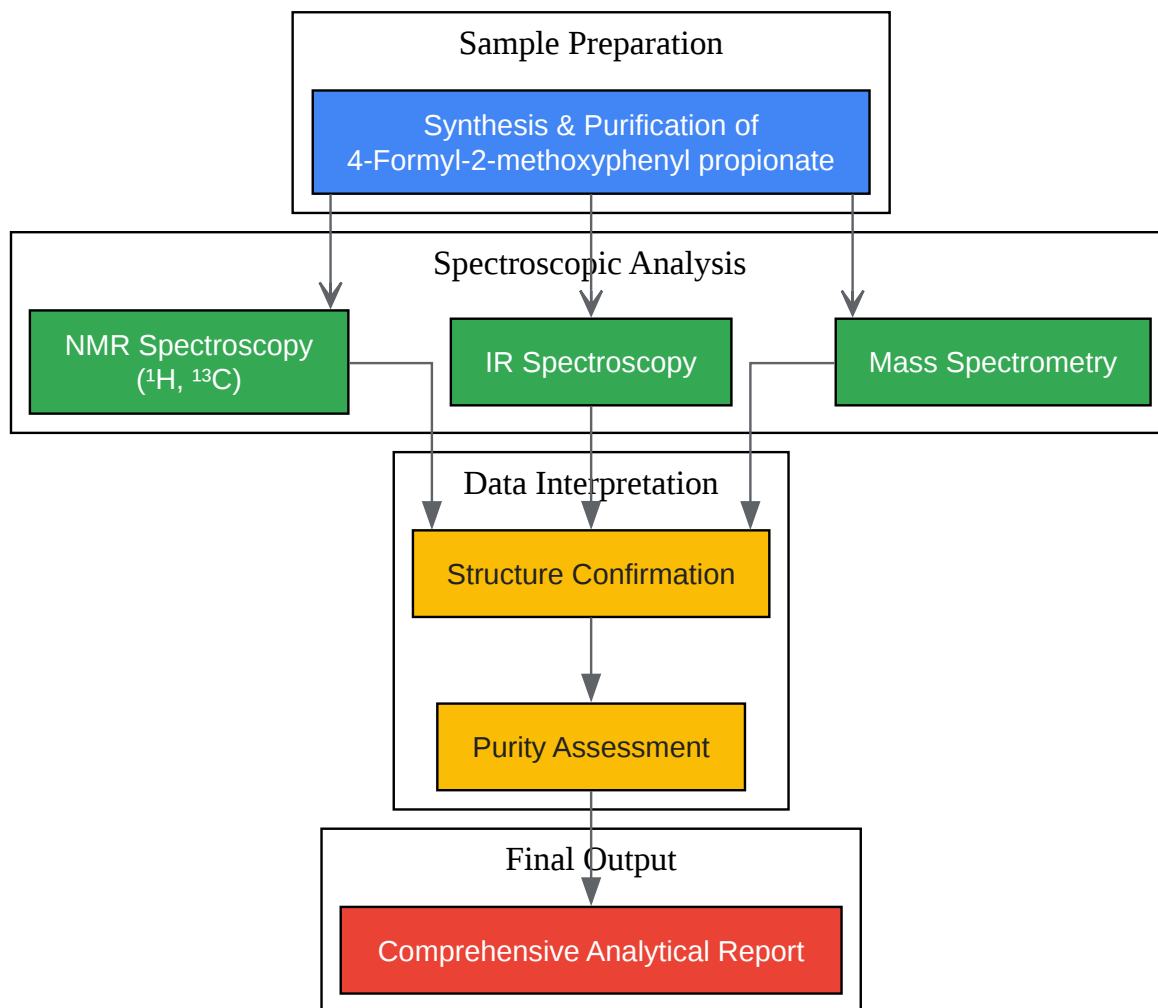 Sample Preparation
Synthesis & Purification of
4-Formyl-2-methoxyphenyl propionate
Spectroscopic Analysis
NMR Spectroscopy
(¹H, ¹³C)
IR Spectroscopy
Mass Spectrometry
Data Interpretation
Structure Confirmation
Purity Assessment
Final Output
Comprehensive Analytical Report